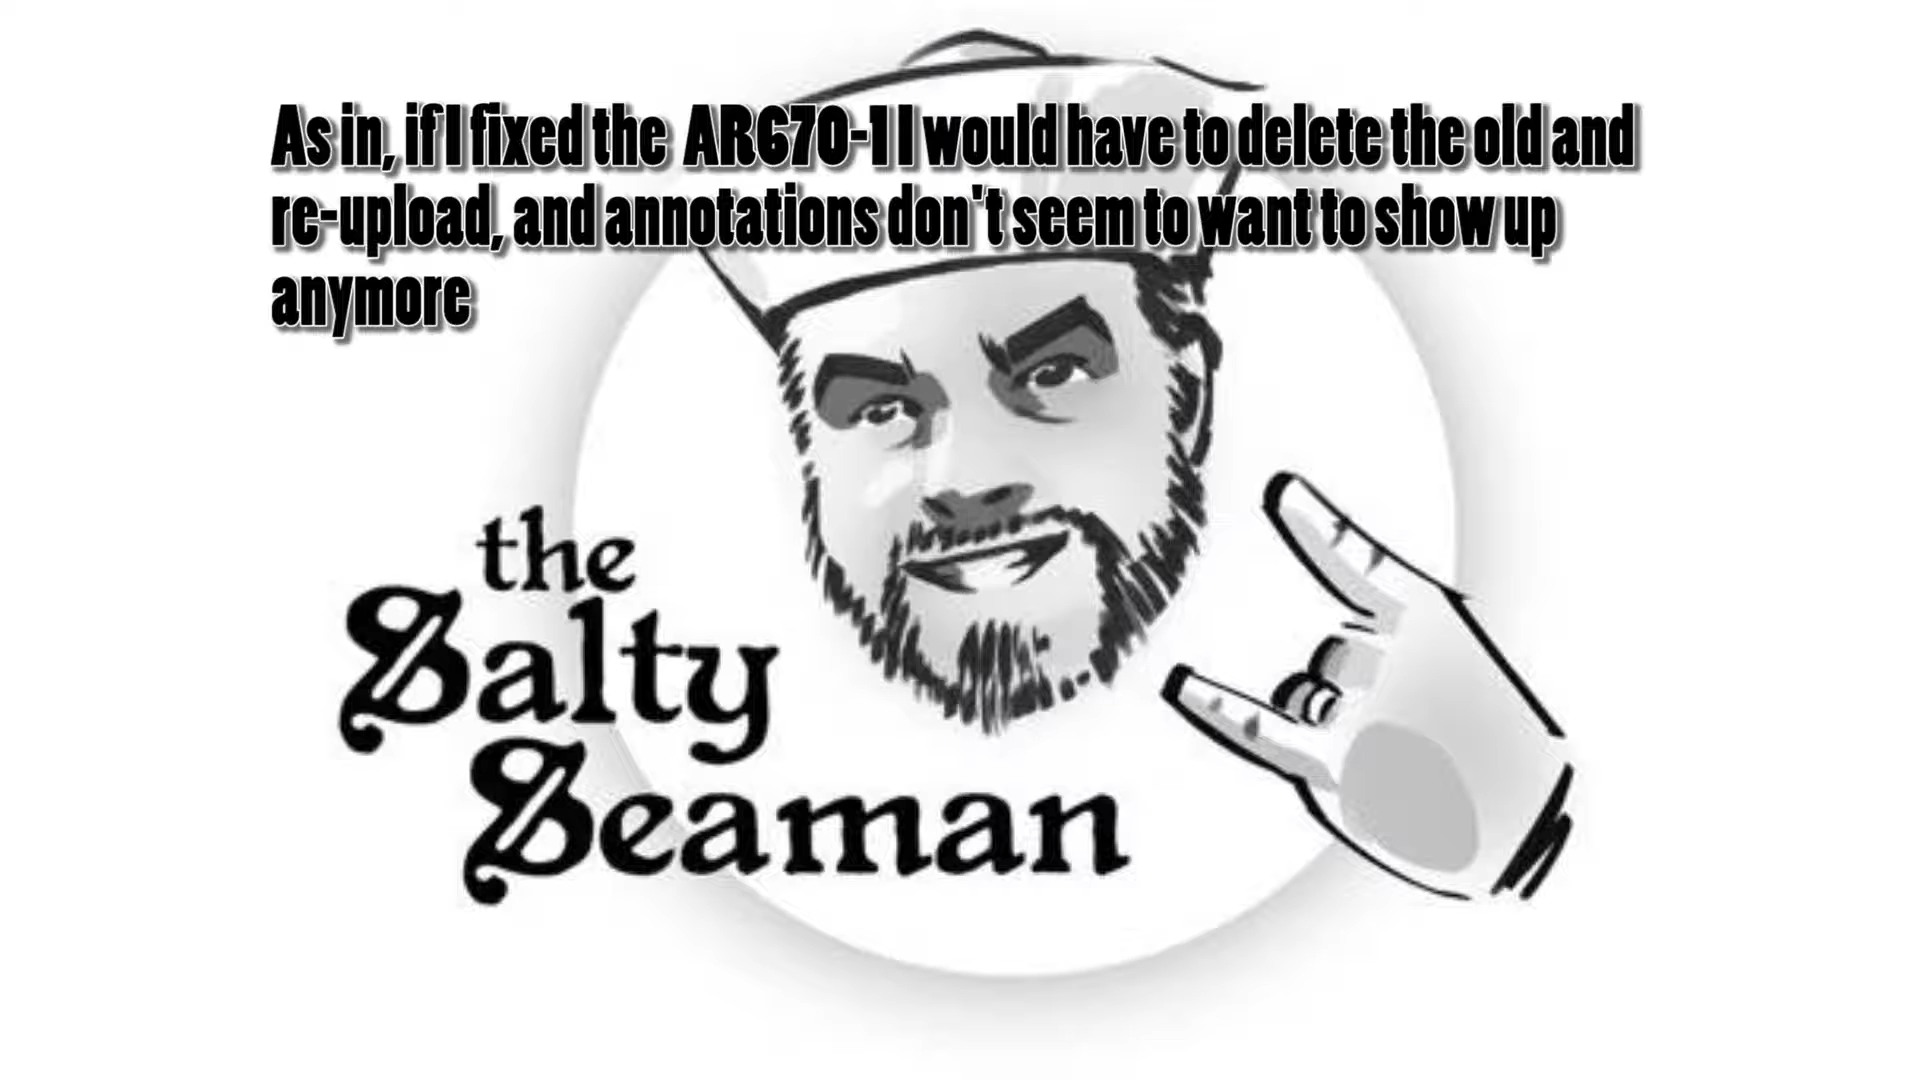 As in, if I fixed the AR670-1 I would have to delete the old and
re-upload, and annotations don't seem to want to show up
anymore
the
Salty
Seaman